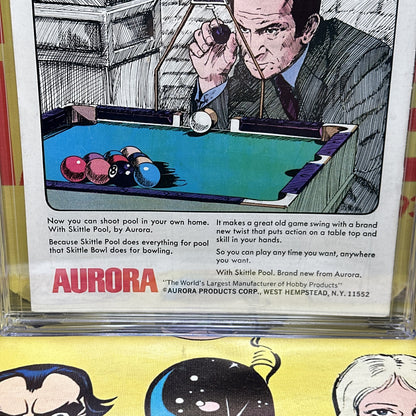 Now you can shoot pool in your own home.
With Skittle Pool, by Aurora.
Because Skittle Pool does everything for pool
that Skittle Bowl does for bowling.
It makes a great old game swing with a brand
new twist that puts action on a table top and
skill in your hands.
So you can play any time you want, anywhere
you want.
With Skittle Pool. Brand new from Aurora.
AURORA
"The World's Largest Manufacturer of Hobby Products"
©AURORA PRODUCTS CORP., WEST HEMPSTEAD, N.Y. 11552